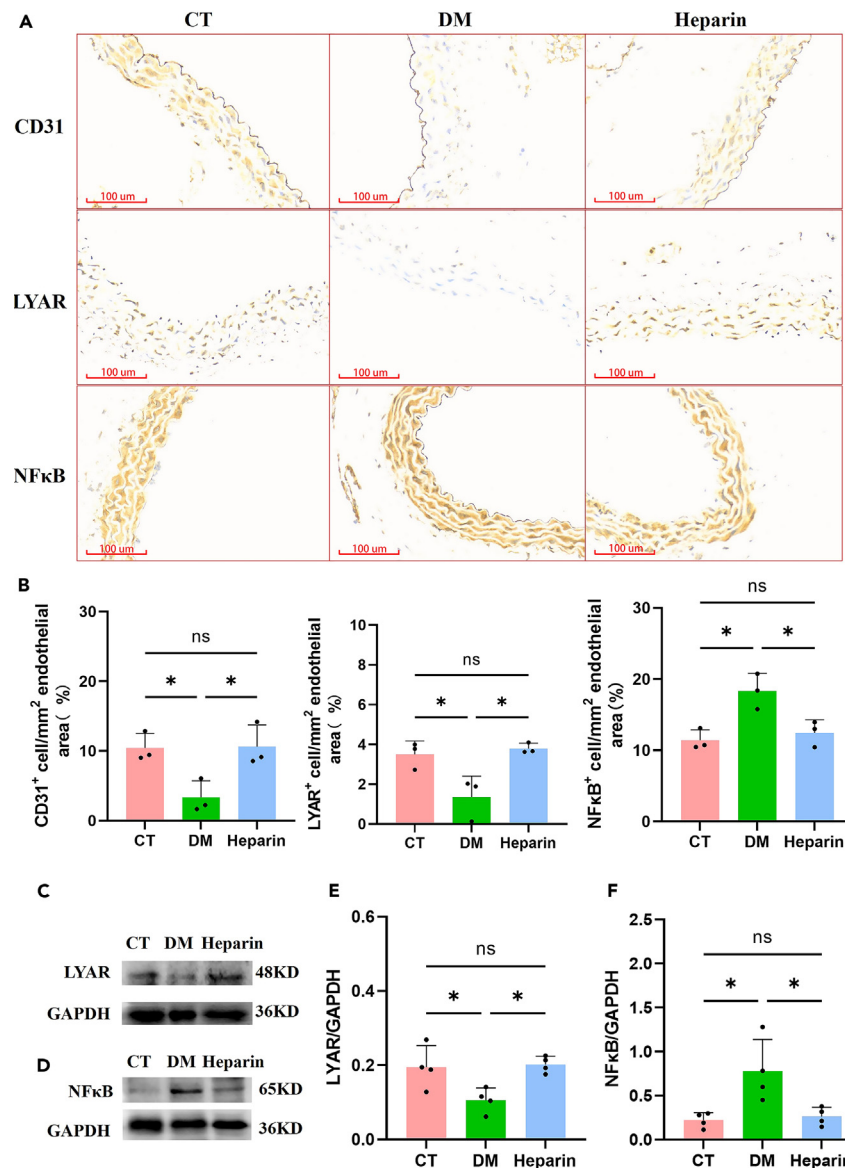 A
CT DM Heparin
CD31
100 um 100 um 100 um
LYAR
100 um 100 um 100 um
NFκB
100 um 100 um 100 um
B
CD31⁺ cell/mm² endothelial
area( %)
30
20
10
0
ns
* *
CT DM Heparin
LYAR⁺ cell/mm² endothelial
area( %)
10
8
6
4
2
0
ns
* *
CT DM Heparin
NFκB⁺ cell/mm² endothelial
area(%)
30
20
10
0
ns
* *
CT DM Heparin
C
CT DM Heparin
LYAR 48KD
GAPDH 36KD
D
CT DM Heparin
NFκB 65KD
GAPDH 36KD
E
LYAR/GAPDH
0.6
0.4
0.2
0.0
ns
* *
CT DM Heparin
F
NFκB/GAPDH
2.5
2.0
1.5
1.0
0.5
0.0
ns
* *
CT DM Heparin